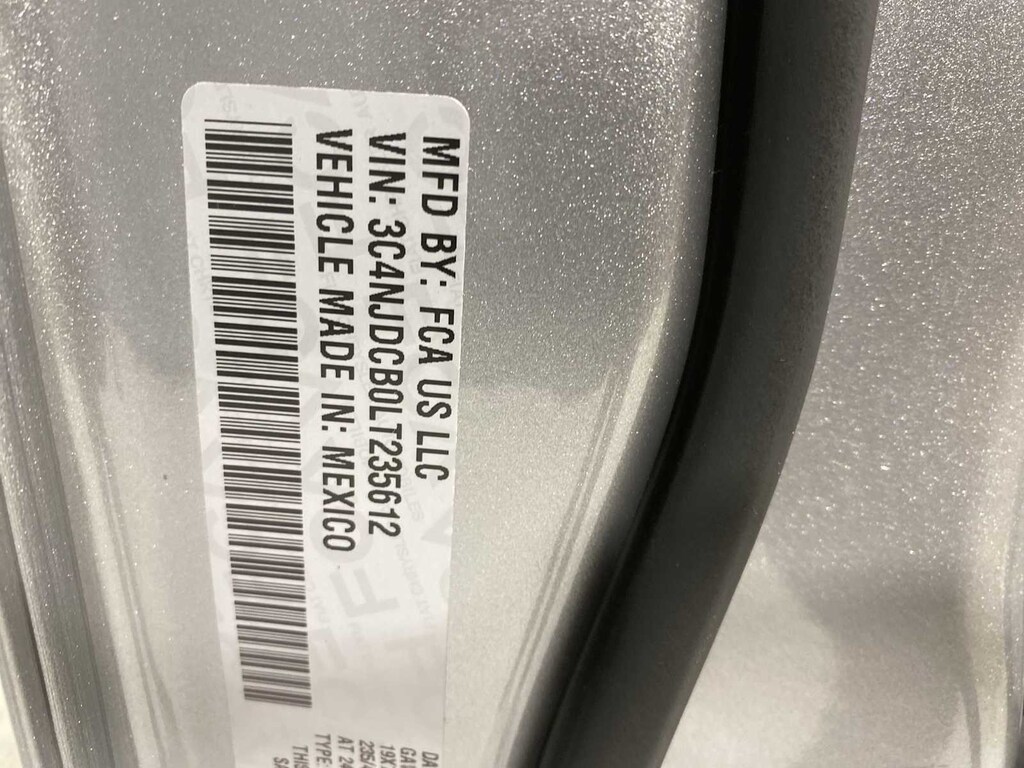 MFD BY: FCA US LLC
VIN: 3C4NJDCB0LT235612
VEHICLE MADE IN: MEXICO